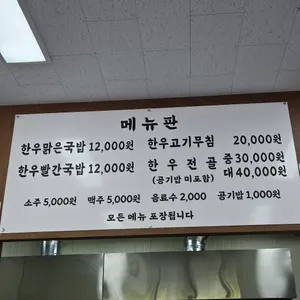 메뉴판
한우맑은국밥 12,000원 한우고기무침 20,000원
한우빨간국밥 12,000원 한우전골 중 30,000원
(공기밥 미포함) 대 40,000원
소주 5,000원 맥주 5,000원 음료수 2,000 공기밥 1,000원
모든 메뉴 포장됩니다